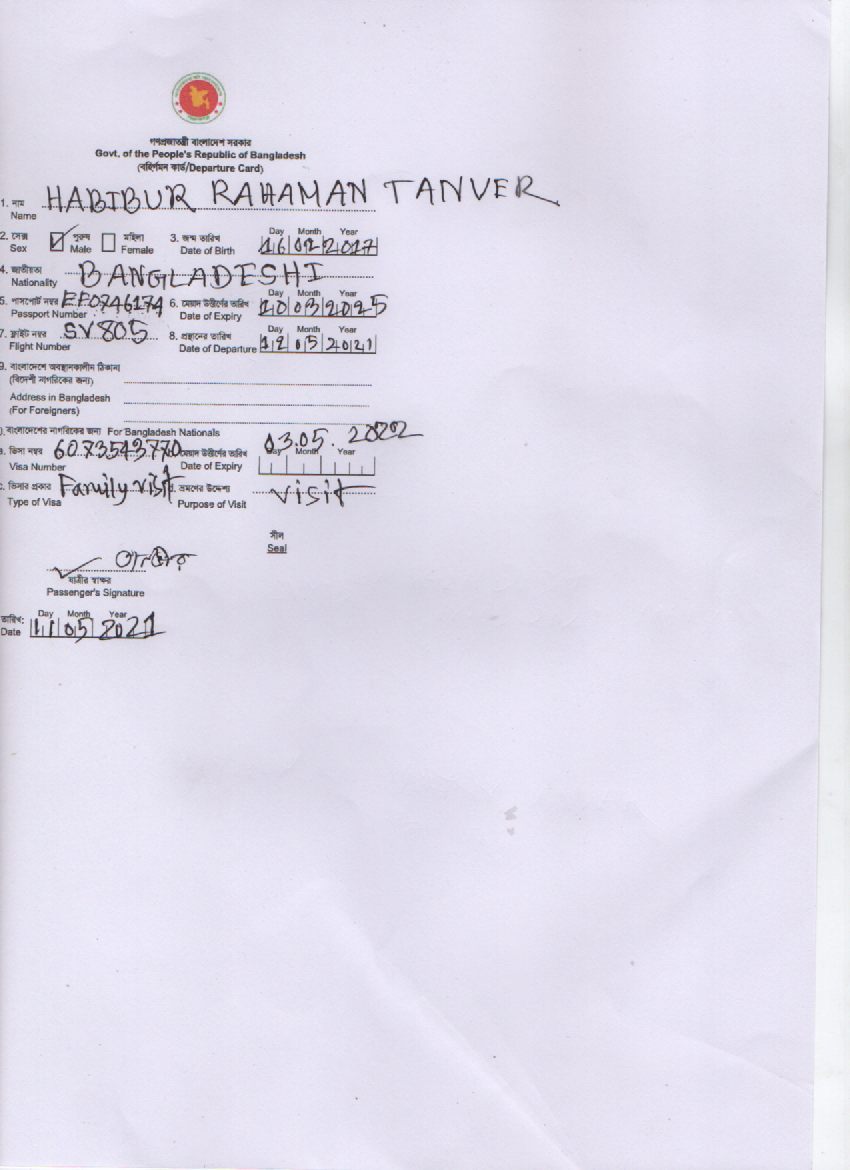 গণপ্রজাতন্ত্রী বাংলাদেশ সরকার
Govt. of the People's Republic of Bangladesh
(বহির্গমন কার্ড/Departure Card)
1. নাম
Name HABIBUR RAHAMAN TANVER
2. সেক্স পুরুষ মহিলা 3. জন্ম তারিখ Day Month Year
Sex Male Female Date of Birth 16 02 2017
4. জাতীয়তা
Nationality BANGLADESHI Day Month Year
5. পাসপোর্ট নম্বর 6. মেয়াদ উত্তীর্ণের তারিখ
Passport Number Date of Expiry 10 03 2025
7. ফ্লাইট নম্বর SV805 8. প্রস্থানের তারিখ Day Month Year
Flight Number Date of Departure 12 05 2021
9. বাংলাদেশে অবস্থানকালীন ঠিকানা
(বিদেশী নাগরিকের জন্য)
Address in Bangladesh
(For Foreigners)
বাংলাদেশের নাগরিকের জন্য For Bangladesh Nationals
ভিসা নম্বর 6073543770 মেয়াদ উত্তীর্ণের তারিখ 03.05.2022
Visa Number Date of Expiry Day Month Year
ভিসার প্রকার Family visit ভ্রমণের উদ্দেশ্য visit
Type of Visa Purpose of Visit
সীল
Seal
যাত্রীর স্বাক্ষর
Passenger's Signature
তারিখ: Day Month Year
Date 11 05 2021